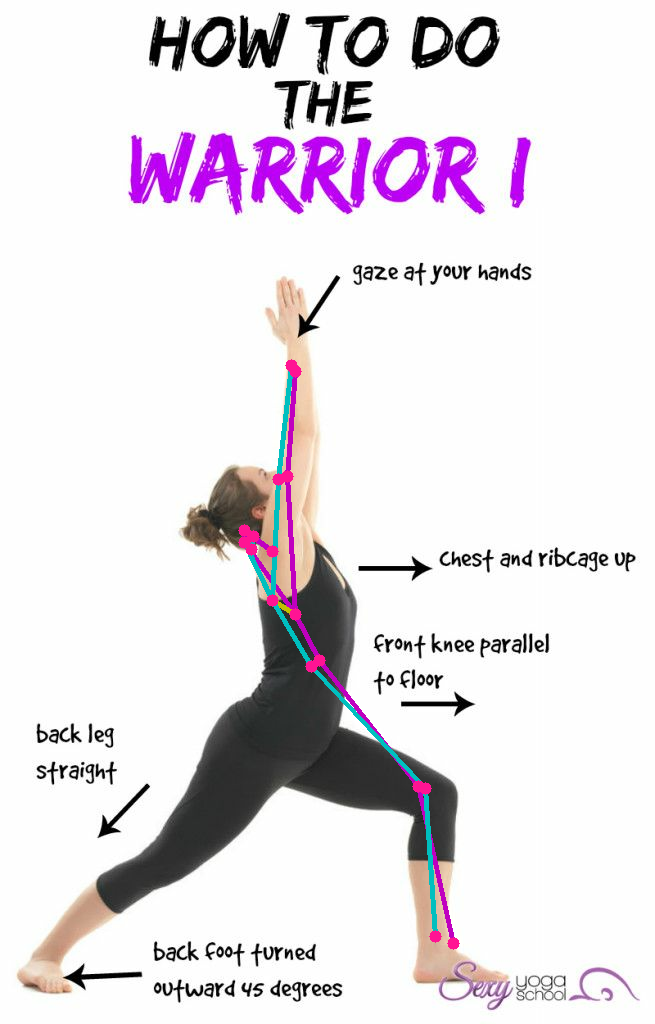 HOW TO DO
THE
WARRIOR I
gaze at your hands
chest and ribcage up
front knee parallel
to floor
back leg
straight
back foot turned
outward 45 degrees
Sexy yoga
school